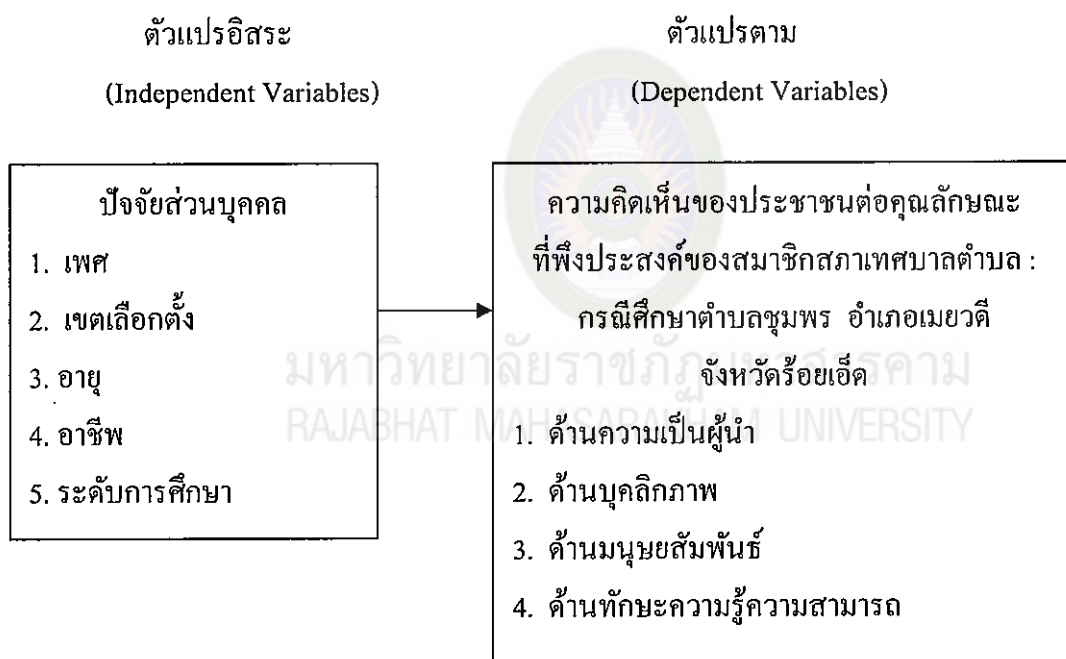 ตัวแปรอิสระ
(Independent Variables)
ตัวแปรตาม
(Dependent Variables)
ปัจจัยส่วนบุคคล
1. เพศ
2. เขตเลือกตั้ง
3. อายุ
4. อาชีพ
5. ระดับการศึกษา
ความคิดเห็นของประชาชนต่อคุณลักษณะ
ที่พึงประสงค์ของสมาชิกสภาเทศบาลตำบล :
กรณีศึกษาตำบลชุมพร อำเภอเมยวดี
จังหวัดร้อยเอ็ด
1. ด้านความเป็นผู้นำ
2. ด้านบุคลิกภาพ
3. ด้านมนุษยสัมพันธ์
4. ด้านทักษะความรู้ความสามารถ
มหาวิทยาลัยราชภัฏมหาสารคาม
RAJABHAT MAHASARAKHAM UNIVERSITY